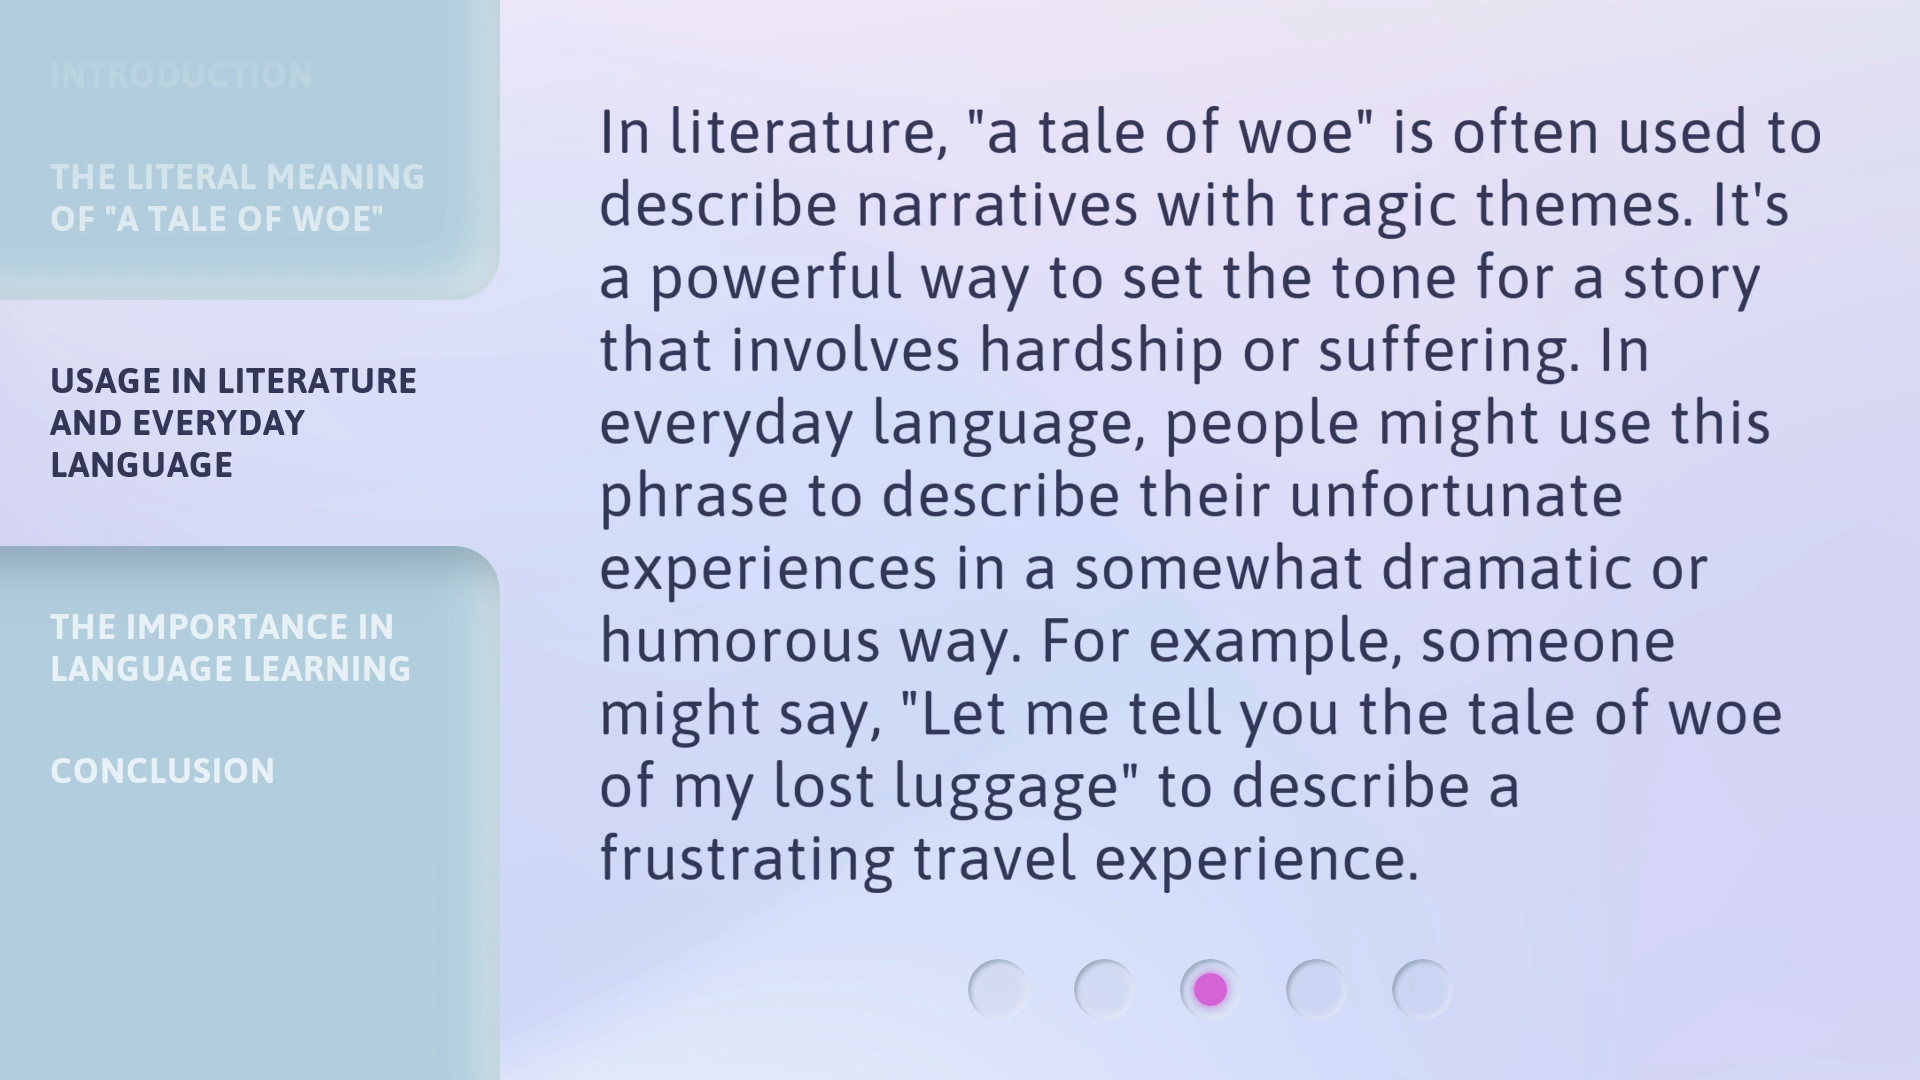 INTRODUCTION
THE LITERAL MEANING
OF "A TALE OF WOE"
USAGE IN LITERATURE
AND EVERYDAY
LANGUAGE
THE IMPORTANCE IN
LANGUAGE LEARNING
CONCLUSION
In literature, "a tale of woe" is often used to
describe narratives with tragic themes. It's
a powerful way to set the tone for a story
that involves hardship or suffering. In
everyday language, people might use this
phrase to describe their unfortunate
experiences in a somewhat dramatic or
humorous way. For example, someone
might say, "Let me tell you the tale of woe
of my lost luggage" to describe a
frustrating travel experience.